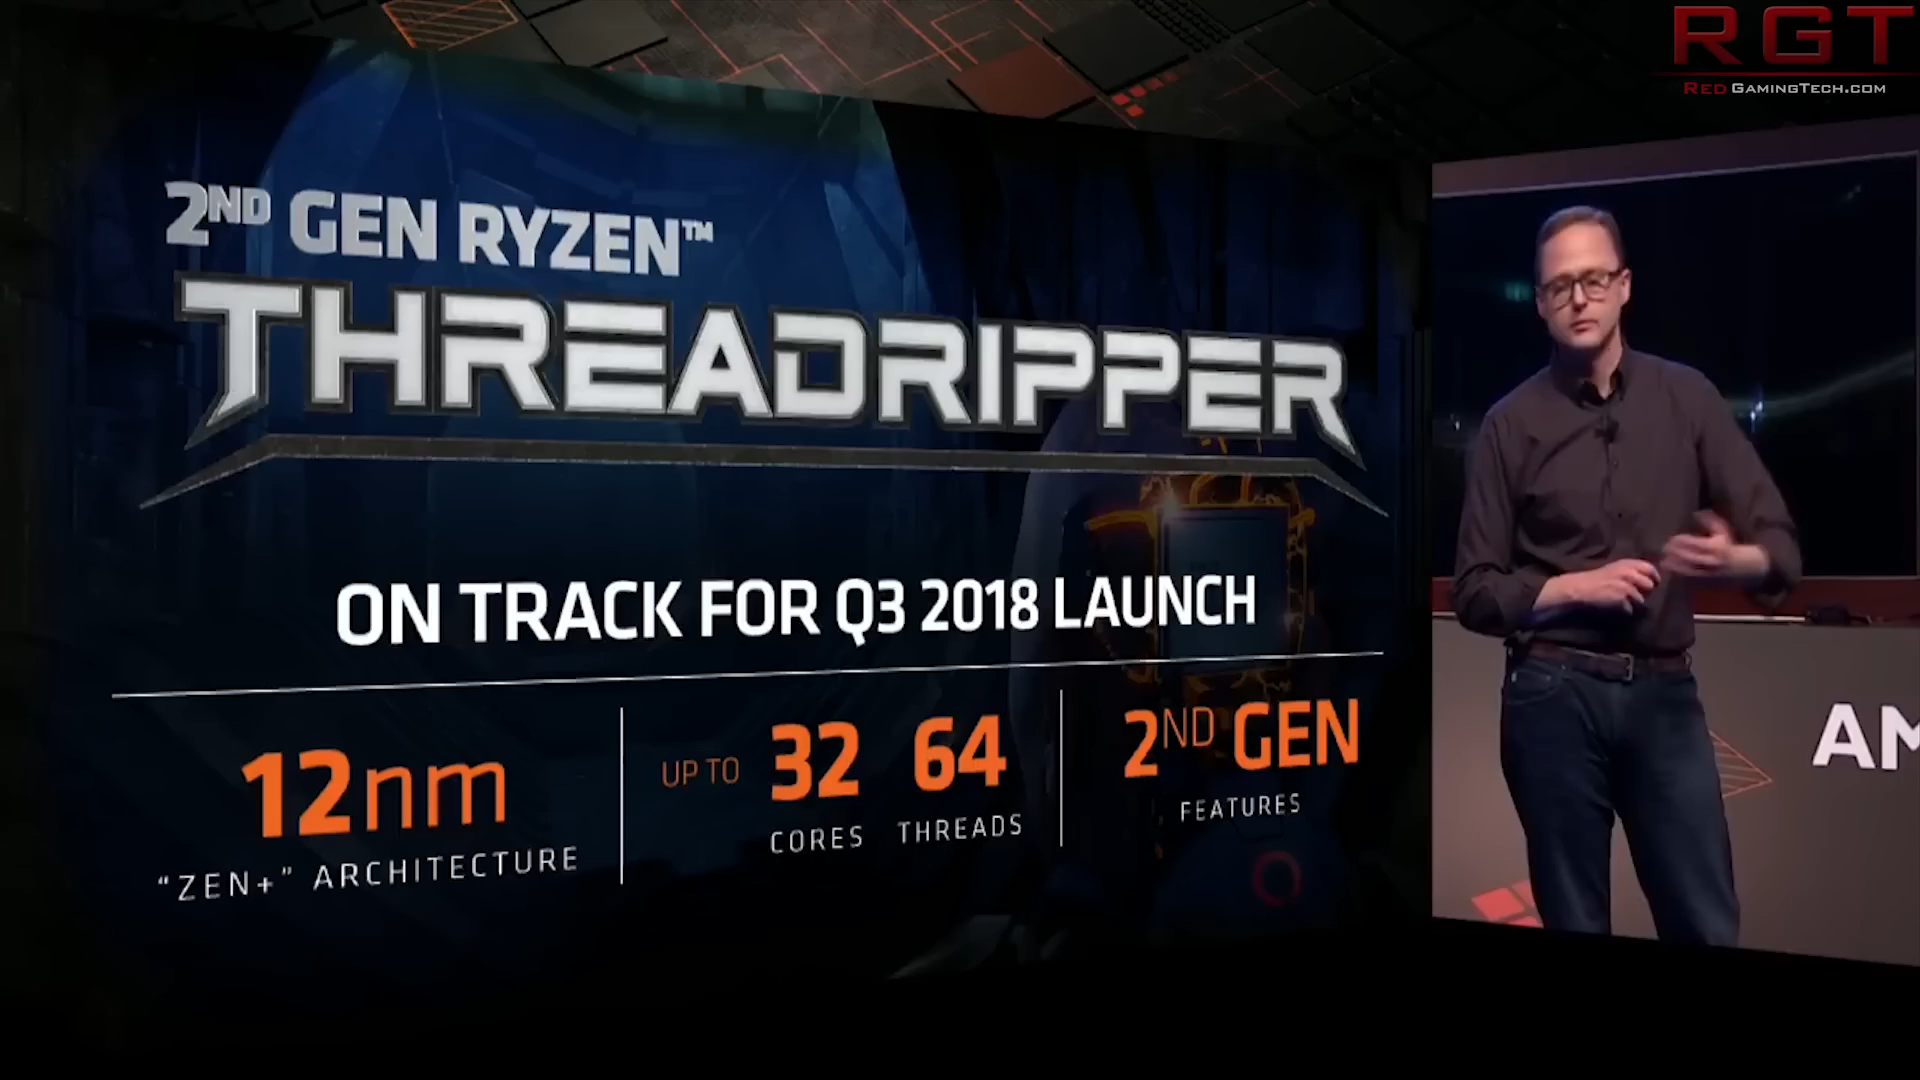 RGT
RED GAMINGTECH.COM
2ND GEN RYZEN™
THREADRIPPER
ON TRACK FOR Q3 2018 LAUNCH
12nm
"ZEN+" ARCHITECTURE
UP TO 32 64
CORES THREADS
2ND GEN
FEATURES
AM